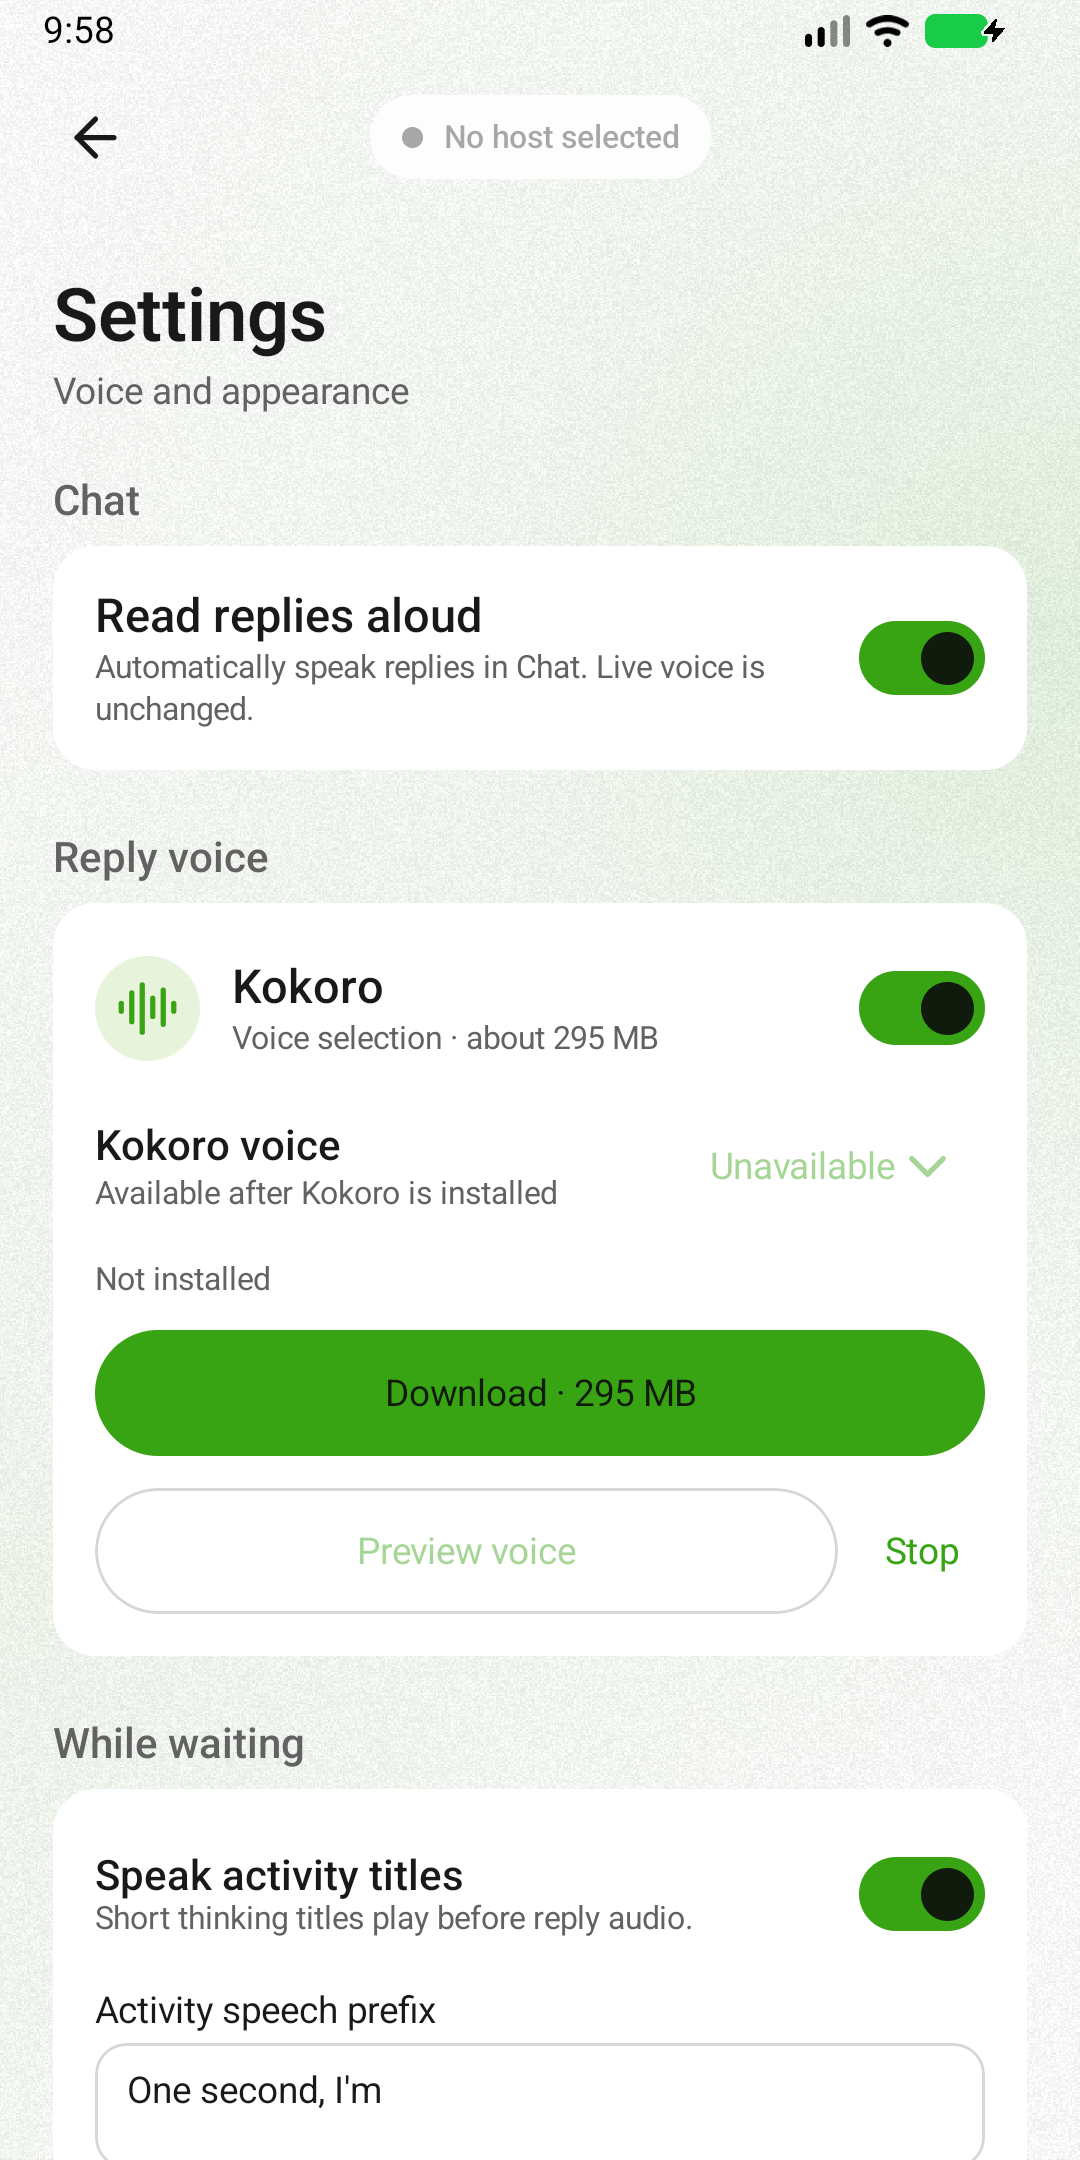 9:58
No host selected
Settings
Voice and appearance
Chat
Read replies aloud
Automatically speak replies in Chat. Live voice is
unchanged.
Reply voice
Kokoro
Voice selection · about 295 MB
Kokoro voice
Available after Kokoro is installed
Unavailable
Not installed
Download · 295 MB
Preview voice
Stop
While waiting
Speak activity titles
Short thinking titles play before reply audio.
Activity speech prefix
One second, I'm